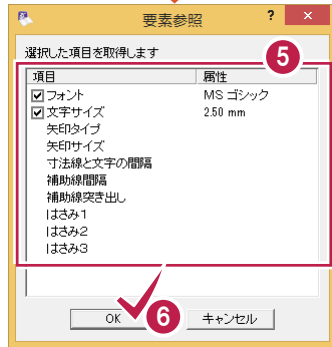 要素参照 ? ×
選択した項目を取得します
5
項目 属性
フォント MS ゴシック
文字サイズ 2.50 mm
矢印タイプ
矢印サイズ
寸法線と文字の間隔
補助線間隔
補助線突き出し
はさみ1
はさみ2
はさみ3
OK 6 キャンセル